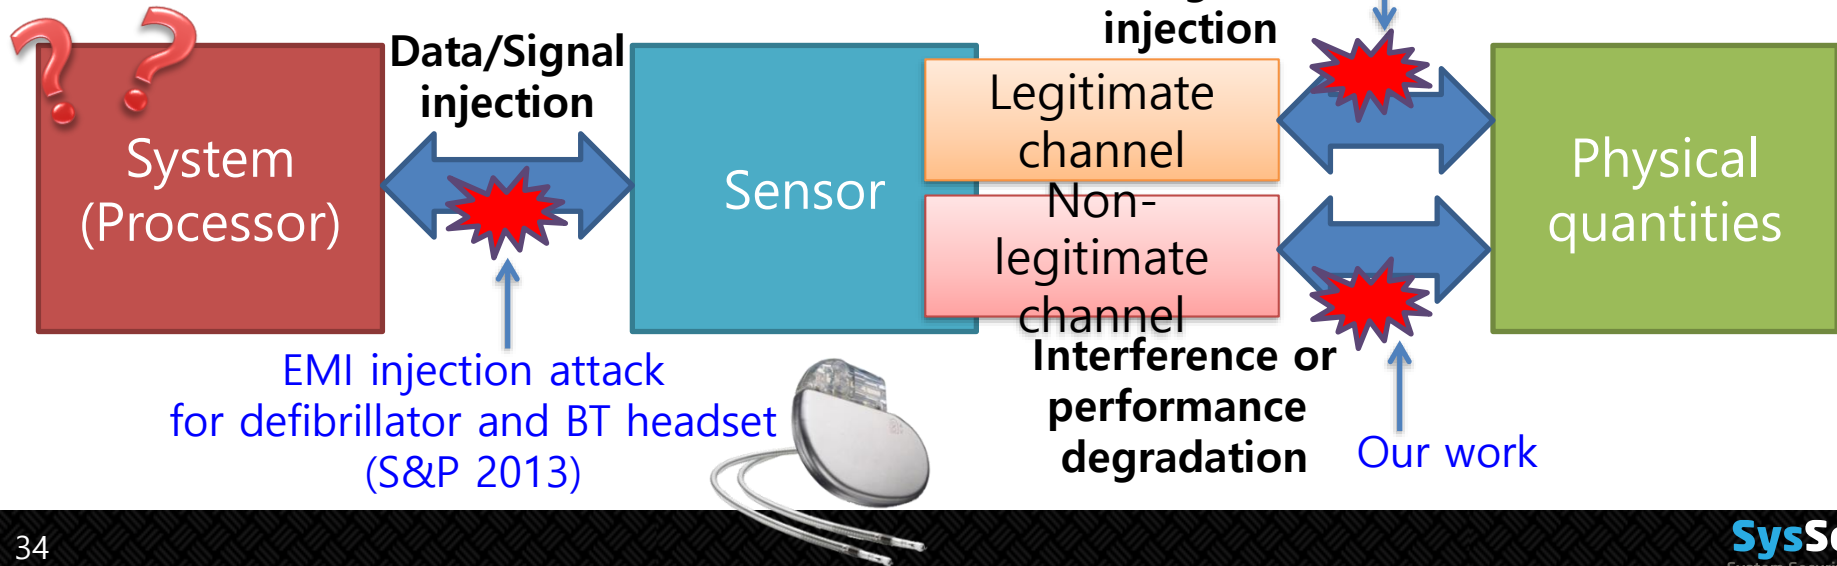 injection
Data/Signal
injection
System
(Processor)
Sensor
Legitimate
channel
Non-
legitimate
channel
Physical
quantities
EMI injection attack
for defibrillator and BT headset
(S&P 2013)
Interference or
performance
degradation
Our work
34